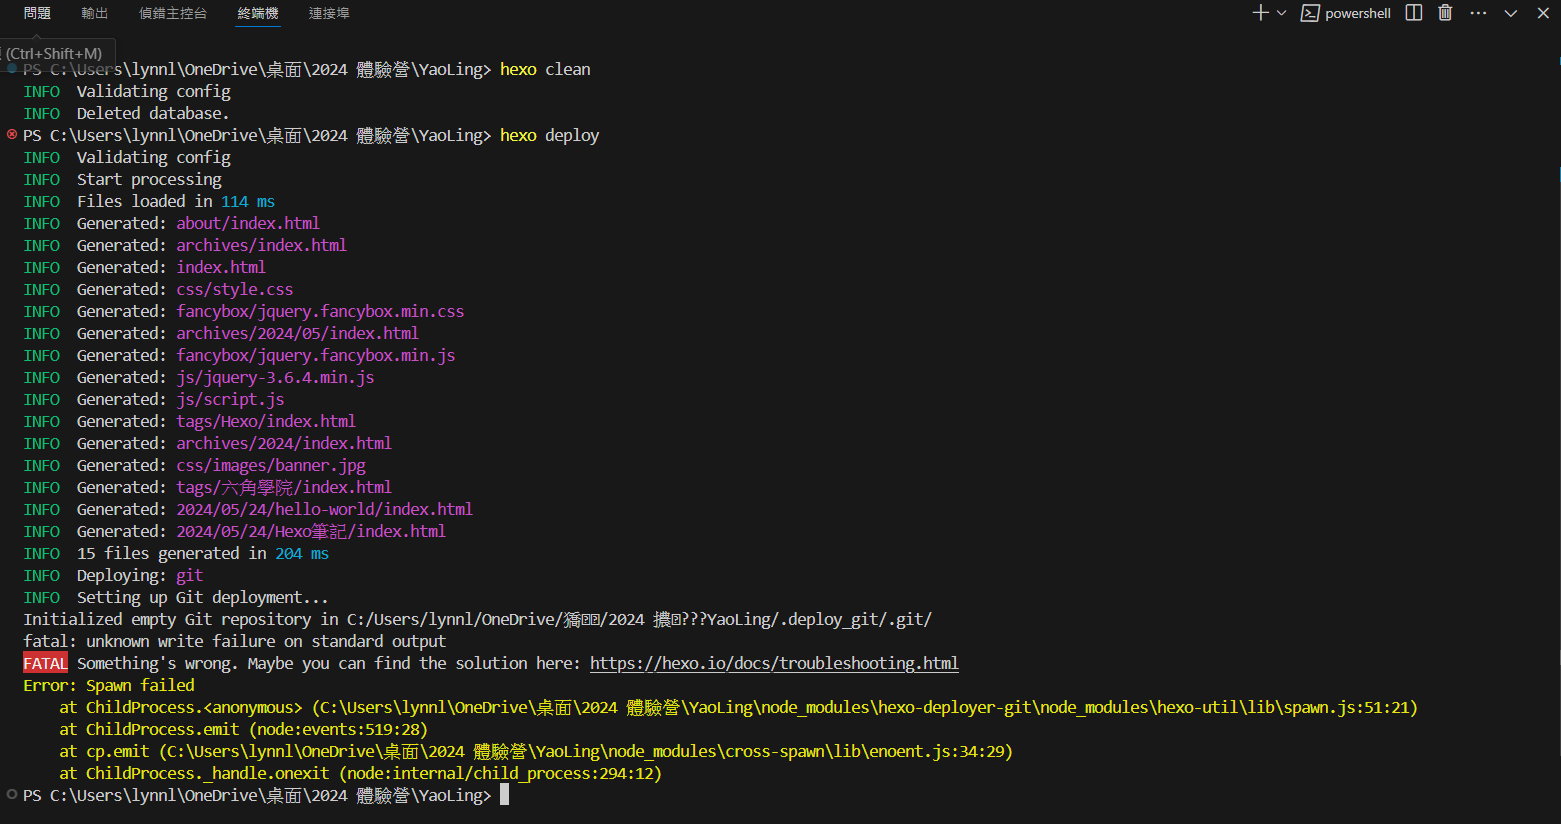 問題 輸出 偵錯主控台 終端機 連接埠 powershell
(Ctrl+Shift+M)
PS C:\Users\lynnl\OneDrive\桌面\2024 體驗營\YaoLing> hexo clean
INFO Validating config
INFO Deleted database.
PS C:\Users\lynnl\OneDrive\桌面\2024 體驗營\YaoLing> hexo deploy
INFO Validating config
INFO Start processing
INFO Files loaded in 114 ms
INFO Generated: about/index.html
INFO Generated: archives/index.html
INFO Generated: index.html
INFO Generated: css/style.css
INFO Generated: fancybox/jquery.fancybox.min.css
INFO Generated: archives/2024/05/index.html
INFO Generated: fancybox/jquery.fancybox.min.js
INFO Generated: js/jquery-3.6.4.min.js
INFO Generated: js/script.js
INFO Generated: tags/Hexo/index.html
INFO Generated: archives/2024/index.html
INFO Generated: css/images/banner.jpg
INFO Generated: tags/六角學院/index.html
INFO Generated: 2024/05/24/hello-world/index.html
INFO Generated: 2024/05/24/Hexo筆記/index.html
INFO 15 files generated in 204 ms
INFO Deploying: git
INFO Setting up Git deployment...
Initialized empty Git repository in C:/Users/lynnl/OneDrive/ /2024 ???YaoLing/.deploy_git/.git/
fatal: unknown write failure on standard output
FATAL Something's wrong. Maybe you can find the solution here: https://hexo.io/docs/troubleshooting.html
Error: Spawn failed
at ChildProcess.<anonymous> (C:\Users\lynnl\OneDrive\桌面\2024 體驗營\YaoLing\node_modules\hexo-deployer-git\node_modules\hexo-util\lib\spawn.js:51:21)
at ChildProcess.emit (node:events:519:28)
at cp.emit (C:\Users\lynnl\OneDrive\桌面\2024 體驗營\YaoLing\node_modules\cross-spawn\lib\enoent.js:34:29)
at ChildProcess._handle.onexit (node:internal/child_process:294:12)
PS C:\Users\lynnl\OneDrive\桌面\2024 體驗營\YaoLing>